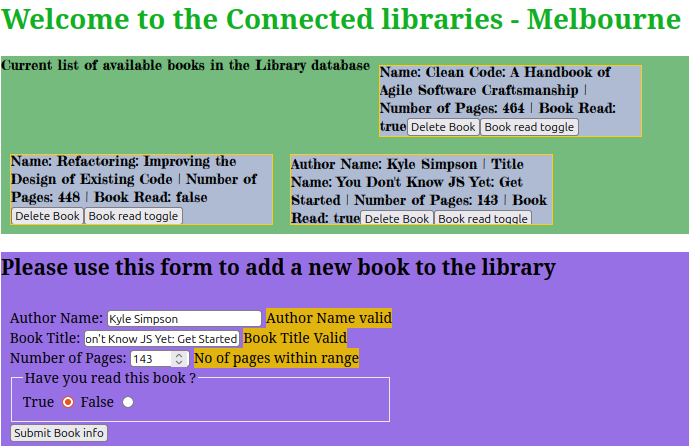 Welcome to the Connected libraries - Melbourne
Current list of available books in the Library database
Name: Clean Code: A Handbook of
Agile Software Craftsmanship |
Number of Pages: 464 | Book Read:
true Delete Book Book read toggle
Name: Refactoring: Improving the
Design of Existing Code | Number of
Pages: 448 | Book Read: false
Delete Book Book read toggle
Author Name: Kyle Simpson | Title
Name: You Don't Know JS Yet: Get
Started | Number of Pages: 143 | Book
Read: true Delete Book Book read toggle
Please use this form to add a new book to the library
Author Name: Kyle Simpson Author Name valid
Book Title: on't Know JS Yet: Get Started Book Title Valid
Number of Pages: 143 No of pages within range
Have you read this book ?
True False
Submit Book info